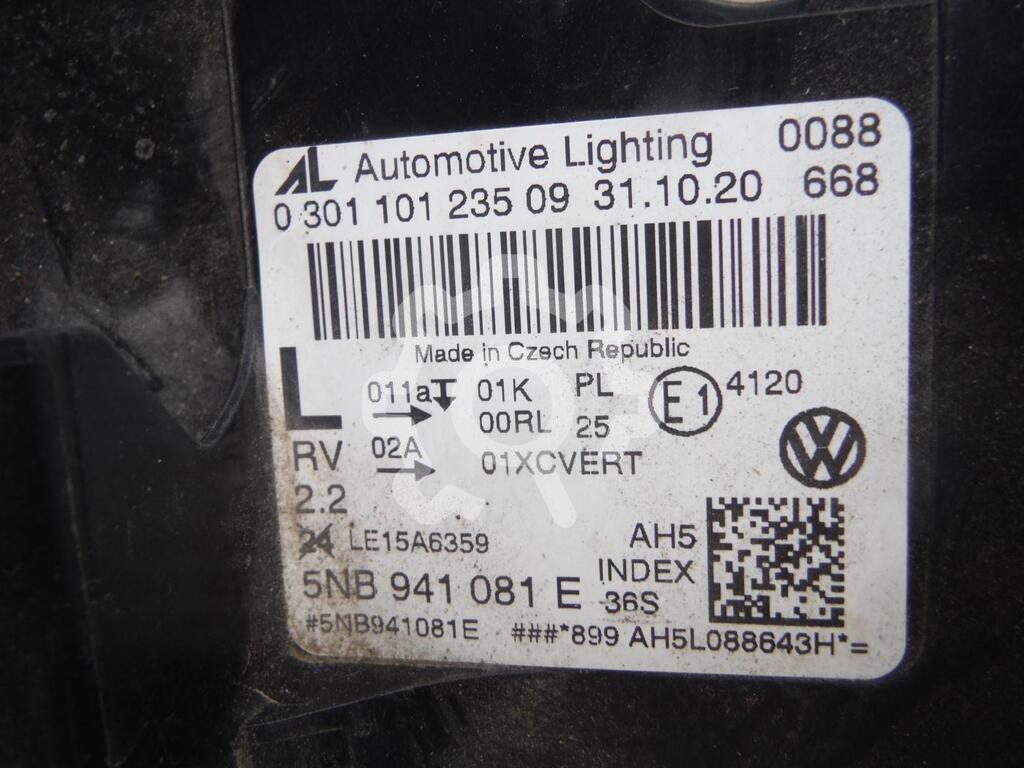 AL Automotive Lighting 0088
0 301 101 235 09 31.10.20 668
Made in Czech Republic
L 011a 01K PL E1 4120
00RL 25
RV 02A 01XCVERT
2.2
24 LE15A6359 AH5
5NB 941 081 E INDEX
36S
#5NB941081E ###*899 AH5L088643H*=